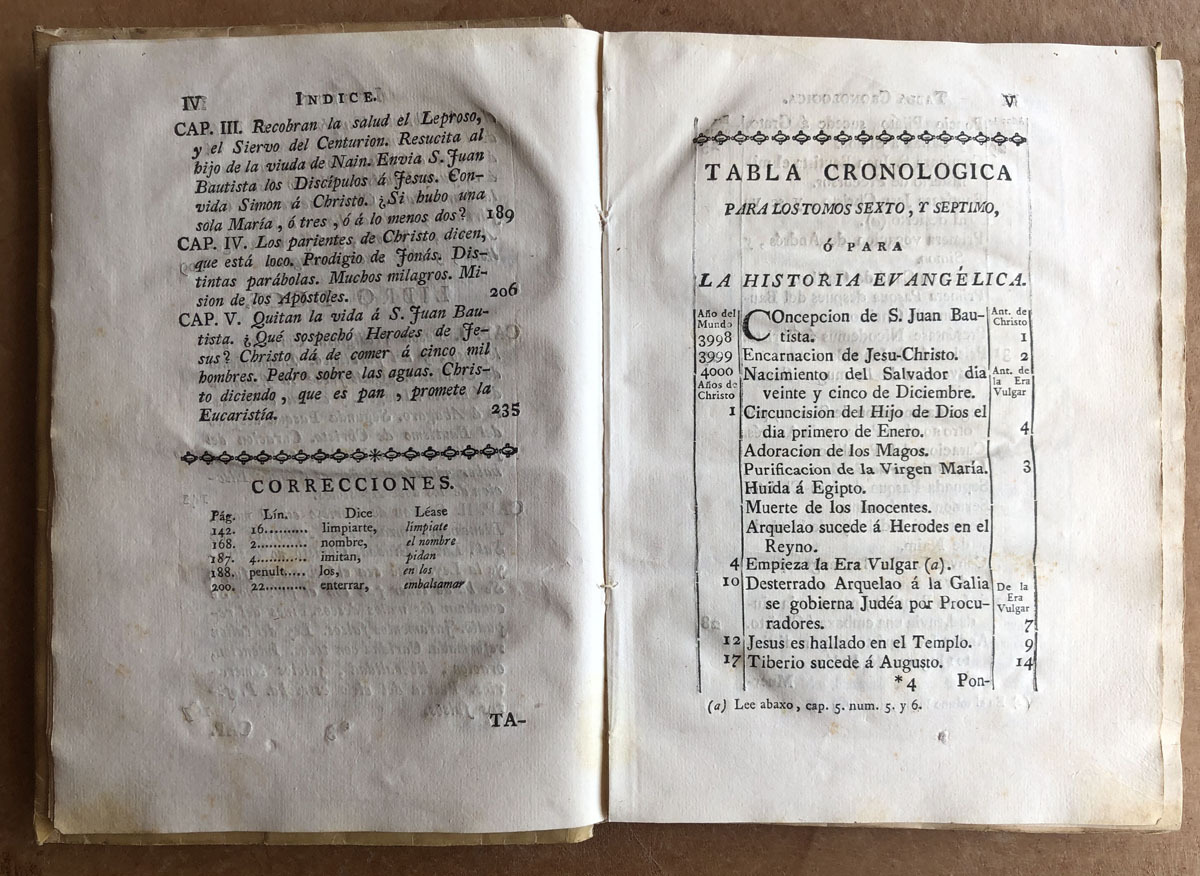 IV INDICE.
CAP. III. Recobran la salud el Leproso,
y el Siervo del Centurion. Resucita al
hijo de la viuda de Nain. Envia S. Juan
Bautista los Discípulos á Jesus. Con-
vida Simon á Christo. ¿Si hubo una
sola María, ó tres, ó á lo menos dos? 189
CAP. IV. Los parientes de Christo dicen,
que está loco. Prodigio de Jonás. Dis-
tintas parábolas. Muchos milagros. Mi-
sion de los Apóstoles. 206
CAP. V. Quitan la vida á S. Juan Bau-
tista. ¿Qué sospechó Herodes de Je-
sus? Christo dá de comer á cinco mil
hombres. Pedro sobre las aguas. Chris-
to diciendo, que es pan, promete la
Eucaristía. 235
CORRECCIONES.
Pág. Lín. Dice Léase
142. 16.......... limpiarte, limpiate
168. 2........... nombre, el nombre
187. 4........... imitan, pidan
188. penult..... los, en los
200. 22.......... enterrar, embalsamar
TA-
V
TABLA CRONOLOGICA
PARA LOS TOMOS SEXTO, Y SEPTIMO,
Ó PARA
LA HISTORIA EVANGÉLICA.
Año del Mundo
Ant. de Christo
3998 COncepcion de S. Juan Bau-
tista. 1
3999 Encarnacion de Jesu-Christo. 2
4000 Nacimiento del Salvador dia
veinte y cinco de Diciembre.
Años de Christo
Ant. de la Era Vulgar
1 Circuncision del Hijo de Dios el
dia primero de Enero. 4
Adoracion de los Magos.
Purificacion de la Virgen María. 3
Huida á Egipto.
Muerte de los Inocentes.
Arquelao sucede á Herodes en el
Reyno.
4 Empieza la Era Vulgar (a).
De la Era Vulgar
10 Desterrado Arquelao á la Galia
se gobierna Judéa por Procu-
radores. 7
12 Jesus es hallado en el Templo. 9
17 Tiberio sucede á Augusto. 14
*4 Pon-
(a) Lee abaxo, cap. 5. num. 5. y 6.